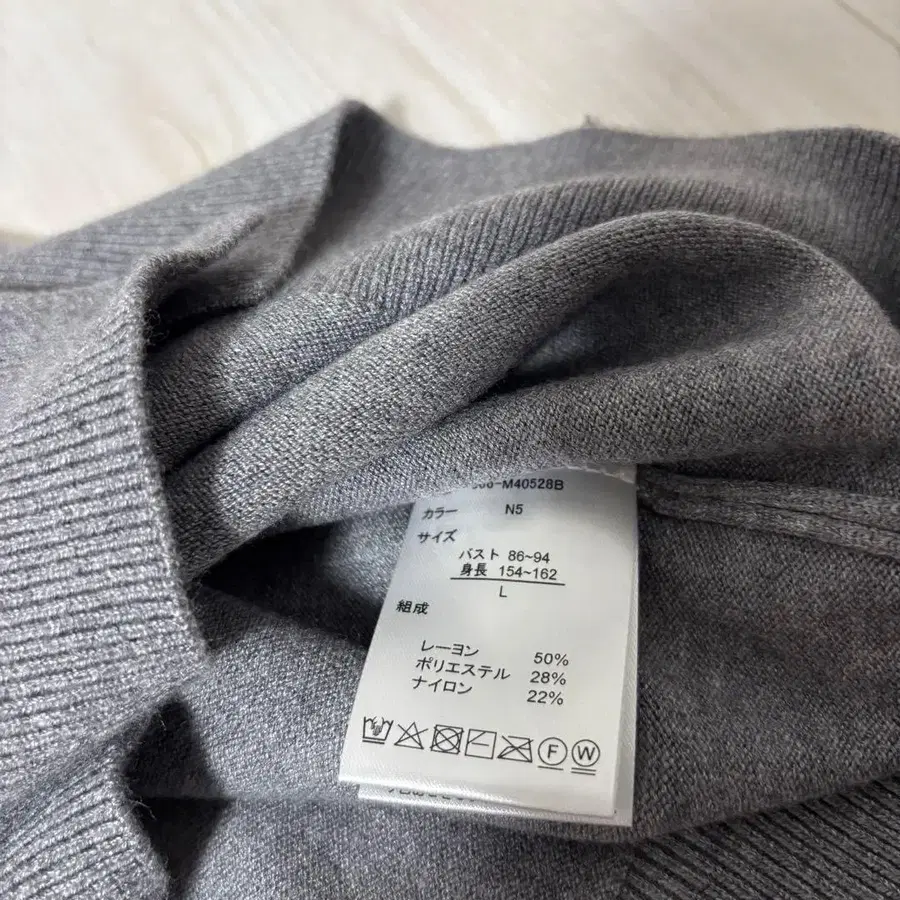 -M40528B
カラー N5
サイズ
バスト 86~94
身長 154~162
L
組成
レーヨン 50%
ポリエステル 28%
ナイロン 22%
F W